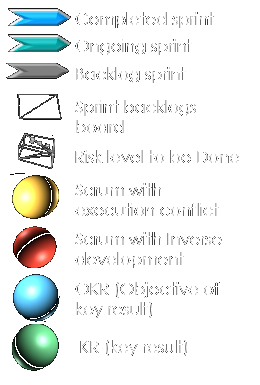 Completed sprint
Ongoing sprint
Backlog sprint
Sprint backlogs
board
Risk level to be Done
Scrum with
execution conflict
Scrum with Inverse
development
OKR (Objective of
key result)
KR (key result)